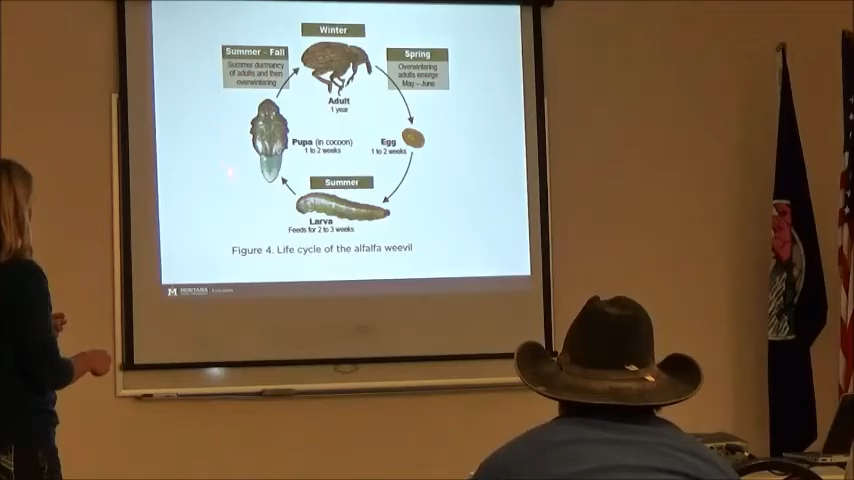 Winter
Summer - Fall
Summer dormancy
of adults and then
overwintering
Spring
Overwintering
adults emerge
May - June
Adult
1 year
Pupa (in cocoon)
1 to 2 weeks
Egg
1 to 2 weeks
Summer
Larva
Feeds for 2 to 3 weeks
Figure 4. Life cycle of the alfalfa weevil
M MONTANA